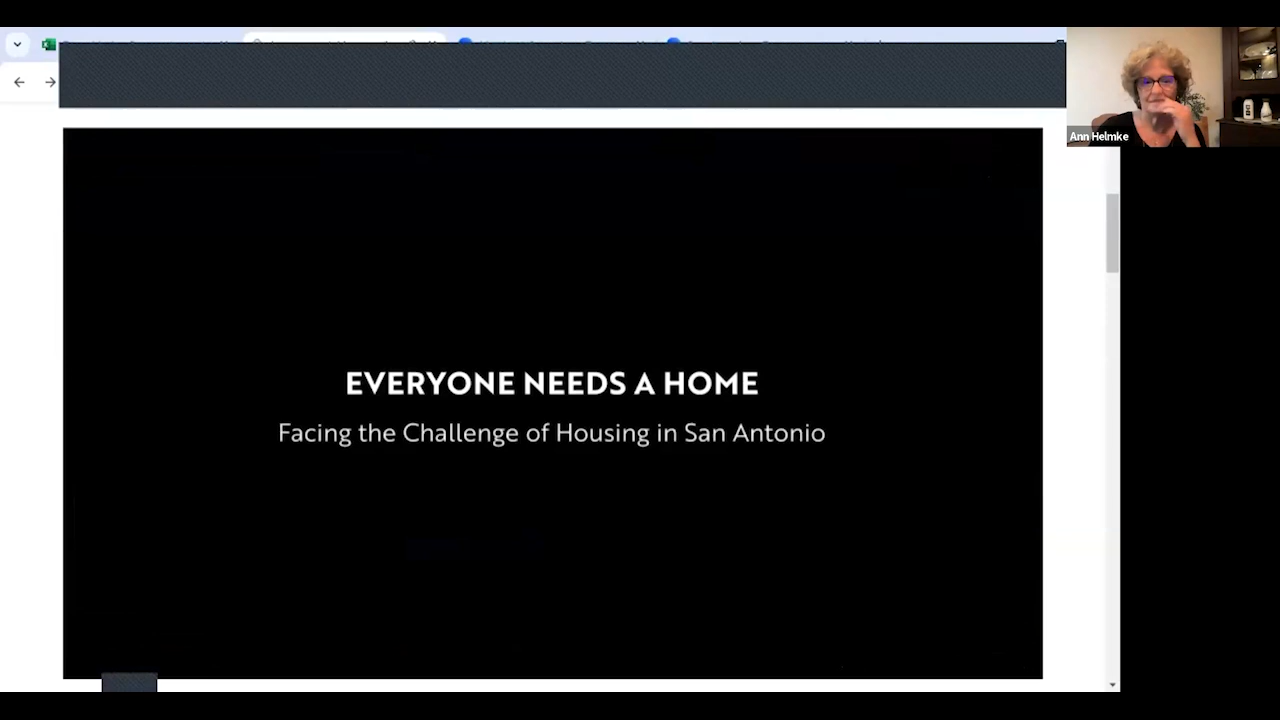 Ann Helmke
EVERYONE NEEDS A HOME
Facing the Challenge of Housing in San Antonio